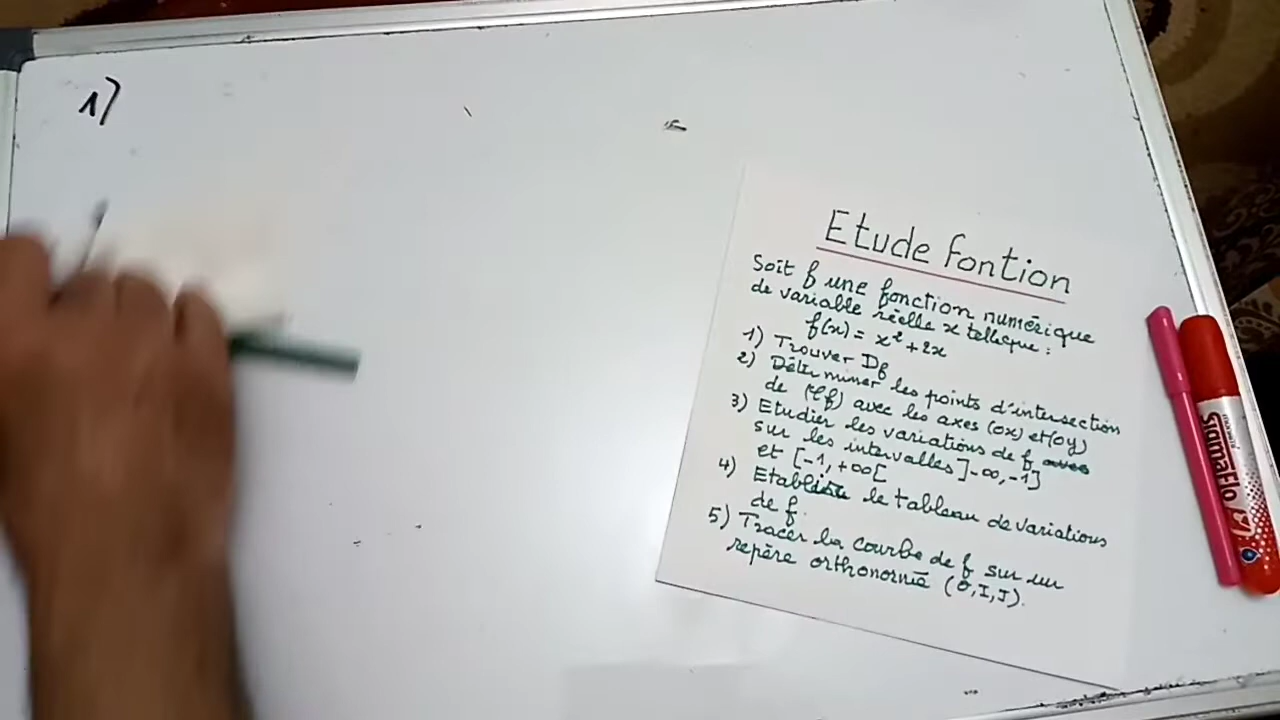 1)
Etude fontion
Soit f une fonction numérique
de variable réelle x telleque :
f(x) = x² + 2x
1) Trouver Df
2) Déterminer les points d'intersection
de (Cf) avec les axes (Ox) et (Oy)
3) Etudier les variations de f
sur les intervalles ]-∞, -1]
et [-1, +∞[
4) Etablir le tableau de variations
de f.
5) Tracer la courbe de f sur un
repère orthonormé (O, I, J).
SigmaFlo